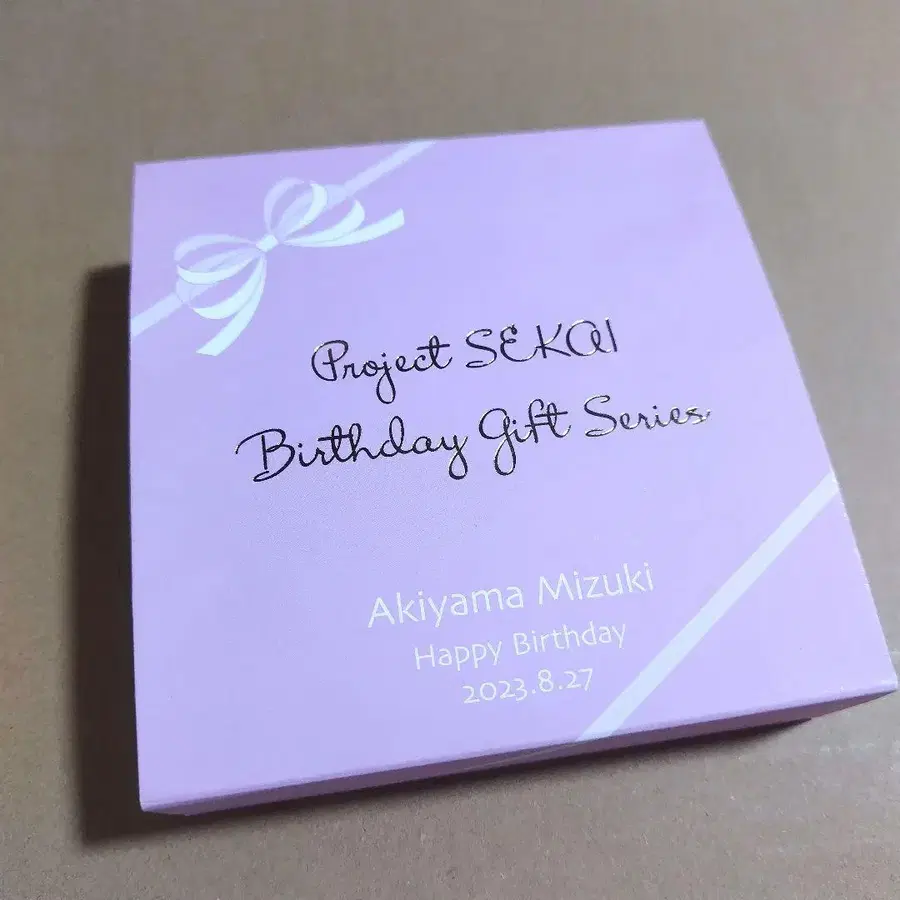 Project SEKAI
Birthday Gift Series
Akiyama Mizuki
Happy Birthday
2023.8.27